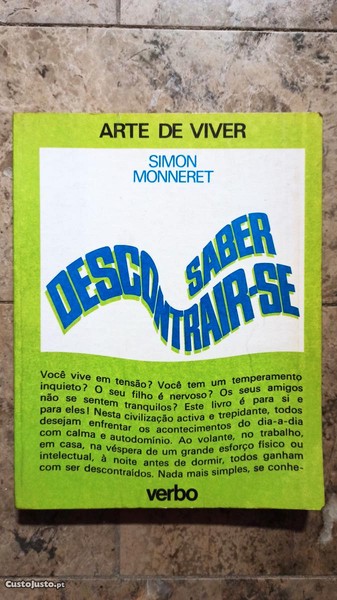 ARTE DE VIVER
SIMON
MONNERET
SABER
DESCONTRAIR-SE
Você vive em tensão? Você tem um temperamento
inquieto? O seu filho é nervoso? Os seus amigos
não se sentem tranquilos? Este livro é para si e
para eles! Nesta civilização activa e trepidante, todos
desejam enfrentar os acontecimentos do dia-a-dia
com calma e autodomínio. Ao volante, no trabalho,
em casa, na véspera de um grande esforço físico ou
intelectual, à noite antes de dormir, todos ganham
com ser descontraídos. Nada mais simples, se conhe-
verbo
CustoJusto.pt